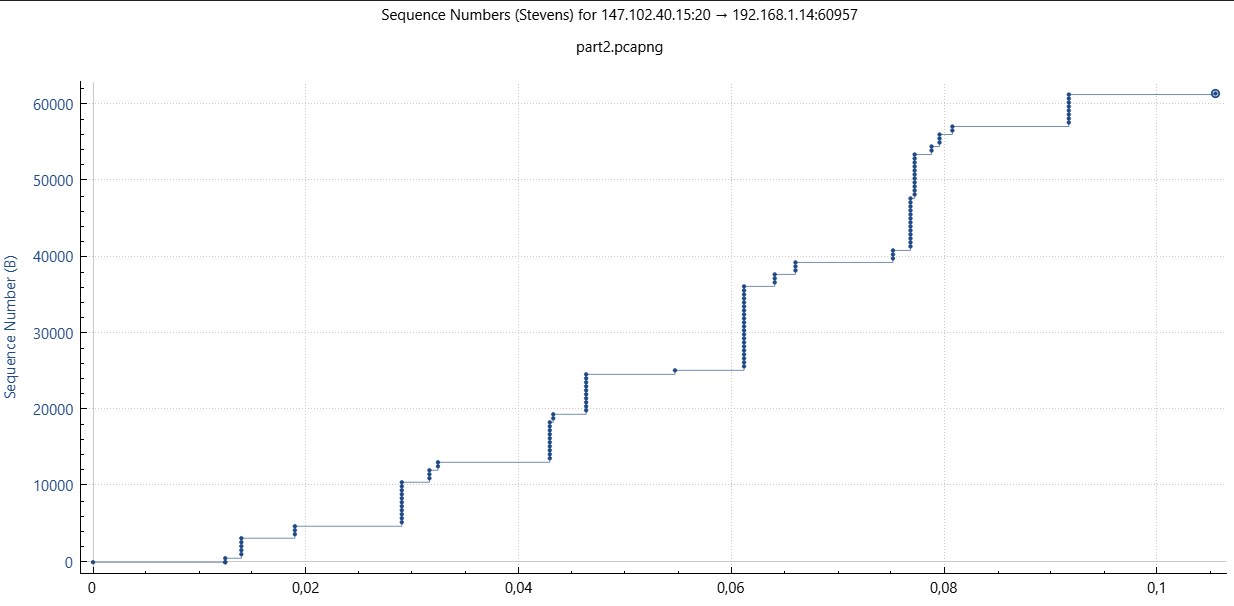 Sequence Numbers (Stevens) for 147.102.40.15:20 → 192.168.1.14:60957
part2.pcapng
Sequence Number (B)
60000
50000
40000
30000
20000
10000
0
0 0,02 0,04 0,06 0,08 0,1